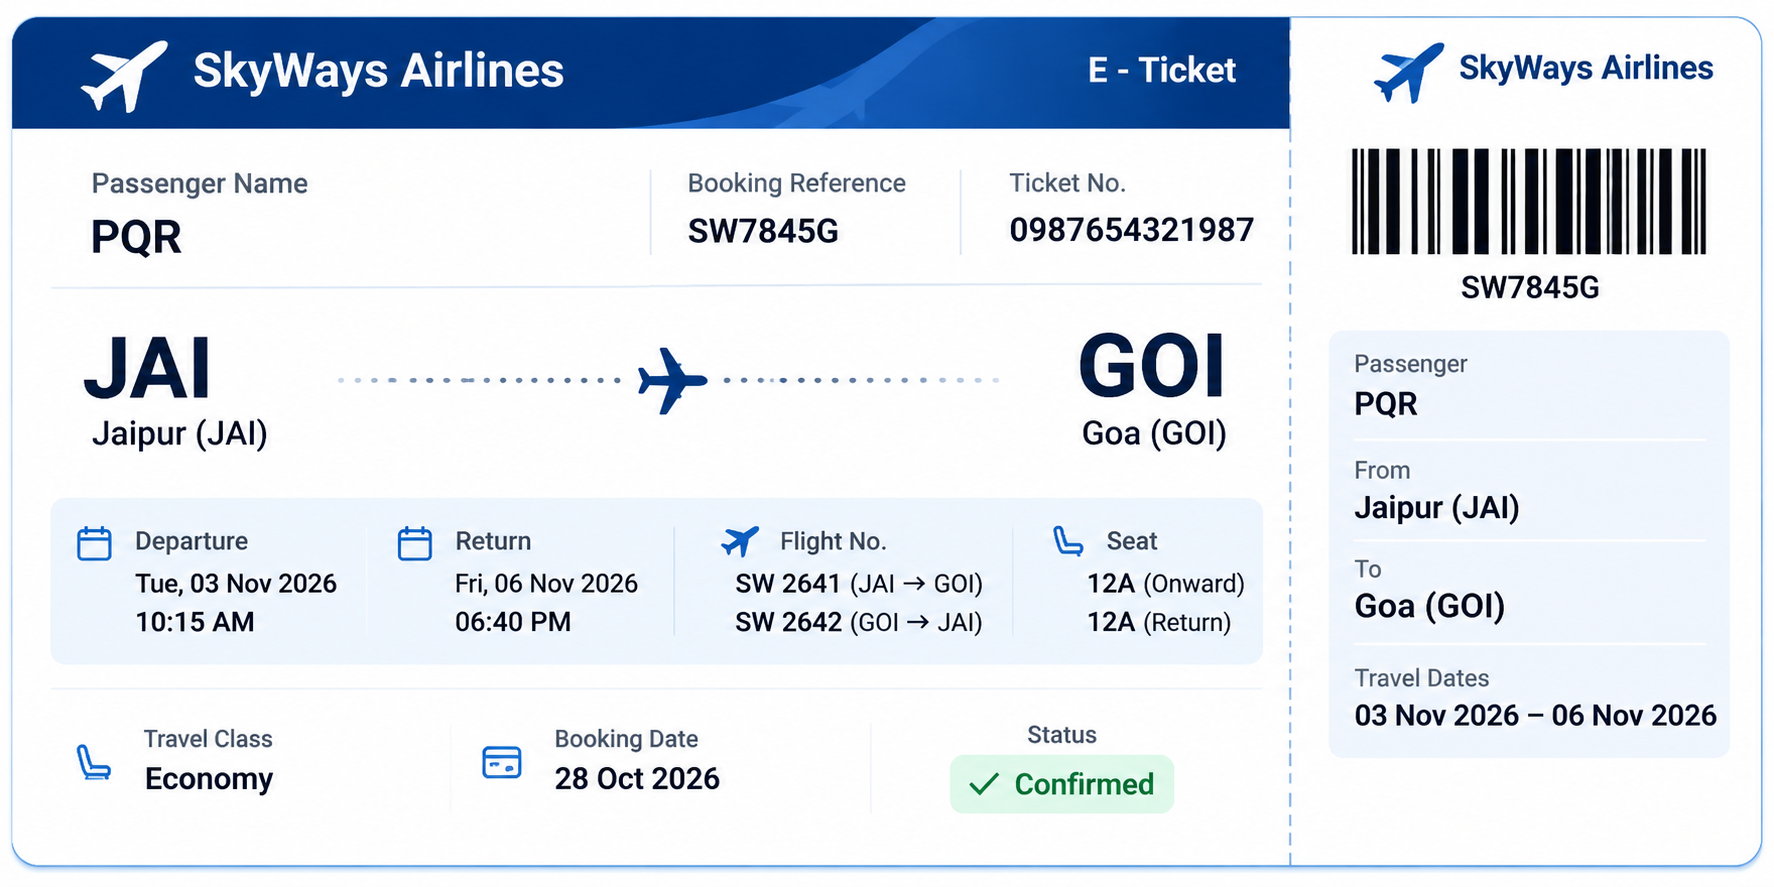 SkyWays Airlines
E - Ticket
Passenger Name
PQR
Booking Reference
SW7845G
Ticket No.
0987654321987
JAI
Jaipur (JAI)
GOI
Goa (GOI)
Departure
Tue, 03 Nov 2026
10:15 AM
Return
Fri, 06 Nov 2026
06:40 PM
Flight No.
SW 2641 (JAI → GOI)
SW 2642 (GOI → JAI)
Seat
12A (Onward)
12A (Return)
Travel Class
Economy
Booking Date
28 Oct 2026
Status
Confirmed
SkyWays Airlines
SW7845G
Passenger
PQR
From
Jaipur (JAI)
To
Goa (GOI)
Travel Dates
03 Nov 2026 – 06 Nov 2026